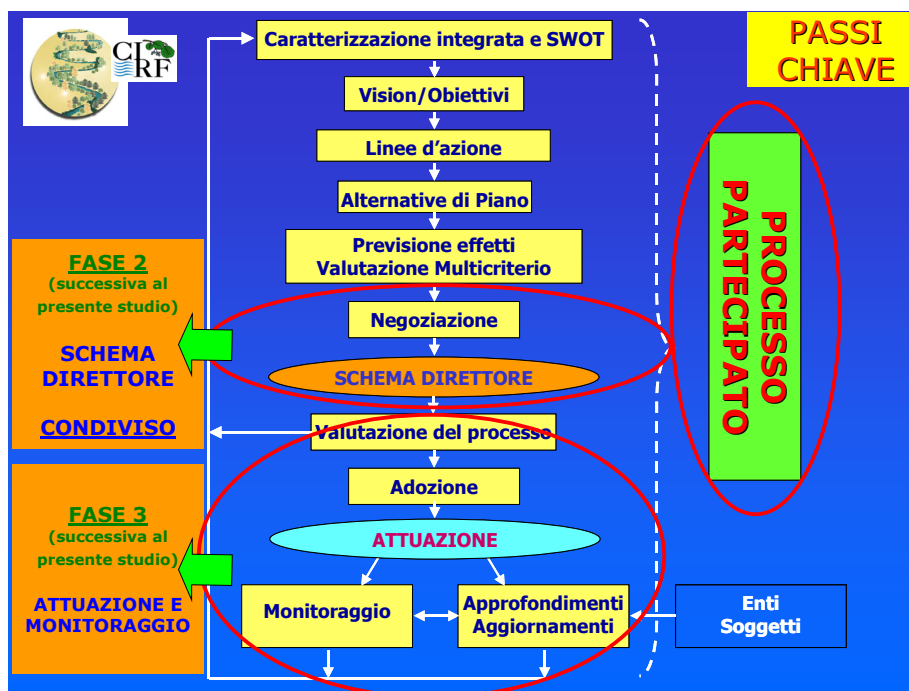 CIRF
PASSI
CHIAVE
Caratterizzazione integrata e SWOT
Vision/Obiettivi
Linee d'azione
Alternative di Piano
Previsione effetti
Valutazione Multicriterio
Negoziazione
SCHEMA DIRETTORE
Valutazione del processo
Adozione
ATTUAZIONE
Monitoraggio
Approfondimenti
Aggiornamenti
Enti
Soggetti
FASE 2
(successiva al
presente studio)
SCHEMA
DIRETTORE
CONDIVISO
FASE 3
(successiva al
presente studio)
ATTUAZIONE E
MONITORAGGIO
PROCESSO
PARTECIPATO